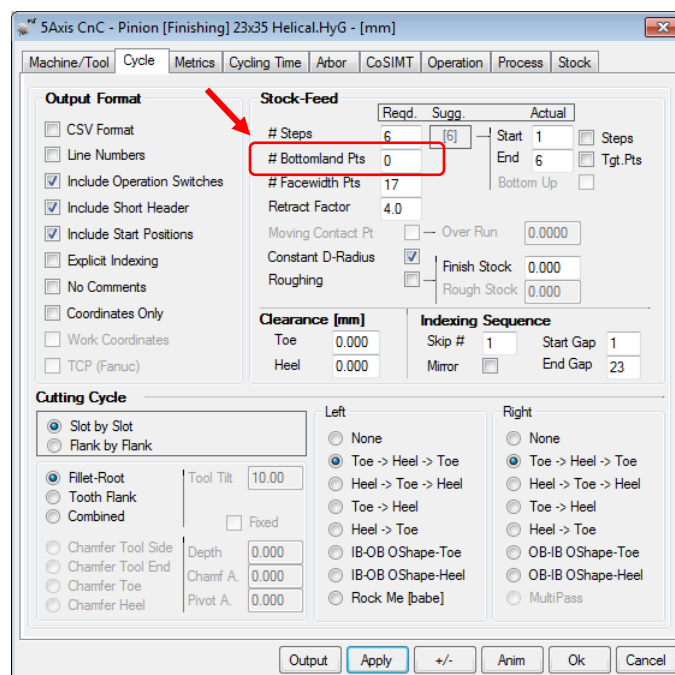 5Axis CnC - Pinion [Finishing] 23x35 Helical.HyG - [mm]
Machine/Tool Cycle Metrics Cycling Time Arbor CoSIMT Operation Process Stock
Output Format
CSV Format
Line Numbers
Include Operation Switches
Include Short Header
Include Start Positions
Explicit Indexing
No Comments
Coordinates Only
Work Coordinates
TCP (Fanuc)
Stock-Feed
Reqd. Sugg. Actual
# Steps 6 [6] Start 1 Steps
# Bottomland Pts 0 End 6 Tgt.Pts
# Facewidth Pts 17 Bottom Up
Retract Factor 4.0
Moving Contact Pt Over Run 0.0000
Constant D-Radius Finish Stock 0.000
Roughing Rough Stock 0.000
Clearance [mm]
Toe 0.000
Heel 0.000
Indexing Sequence
Skip # 1 Start Gap 1
Mirror End Gap 23
Cutting Cycle
Slot by Slot
Flank by Flank
Fillet-Root Tool Tilt 10.00
Tooth Flank
Combined Fixed
Chamfer Tool Side Depth 0.000
Chamfer Tool End Chamf A. 0.000
Chamfer Toe Pivot A. 0.000
Chamfer Heel
Left
None
Toe -> Heel -> Toe
Heel -> Toe -> Heel
Toe -> Heel
Heel -> Toe
IB-OB OShape-Toe
IB-OB OShape-Heel
Rock Me [babe]
Right
None
Toe -> Heel -> Toe
Heel -> Toe -> Heel
Toe -> Heel
Heel -> Toe
OB-IB OShape-Toe
OB-IB OShape-Heel
MultiPass
Output Apply +/- Anim Ok Cancel